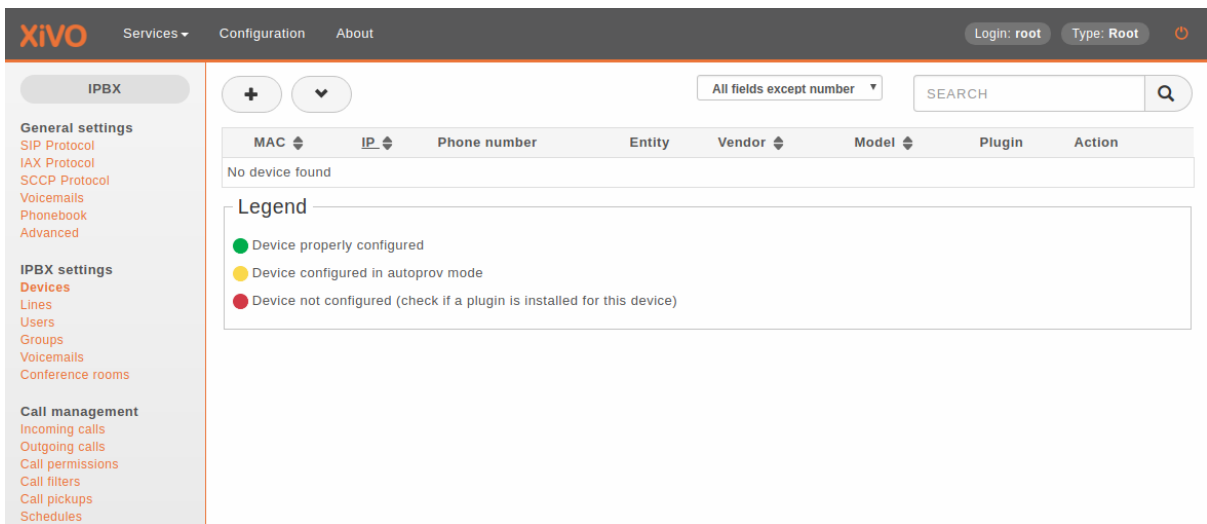 XiVO Services Configuration About Login: root Type: Root
IPBX
General settings
SIP Protocol
IAX Protocol
SCCP Protocol
Voicemails
Phonebook
Advanced
IPBX settings
Devices
Lines
Users
Groups
Voicemails
Conference rooms
Call management
Incoming calls
Outgoing calls
Call permissions
Call filters
Call pickups
Schedules
All fields except number SEARCH
MAC IP Phone number Entity Vendor Model Plugin Action
No device found
Legend
Device properly configured
Device configured in autoprov mode
Device not configured (check if a plugin is installed for this device)